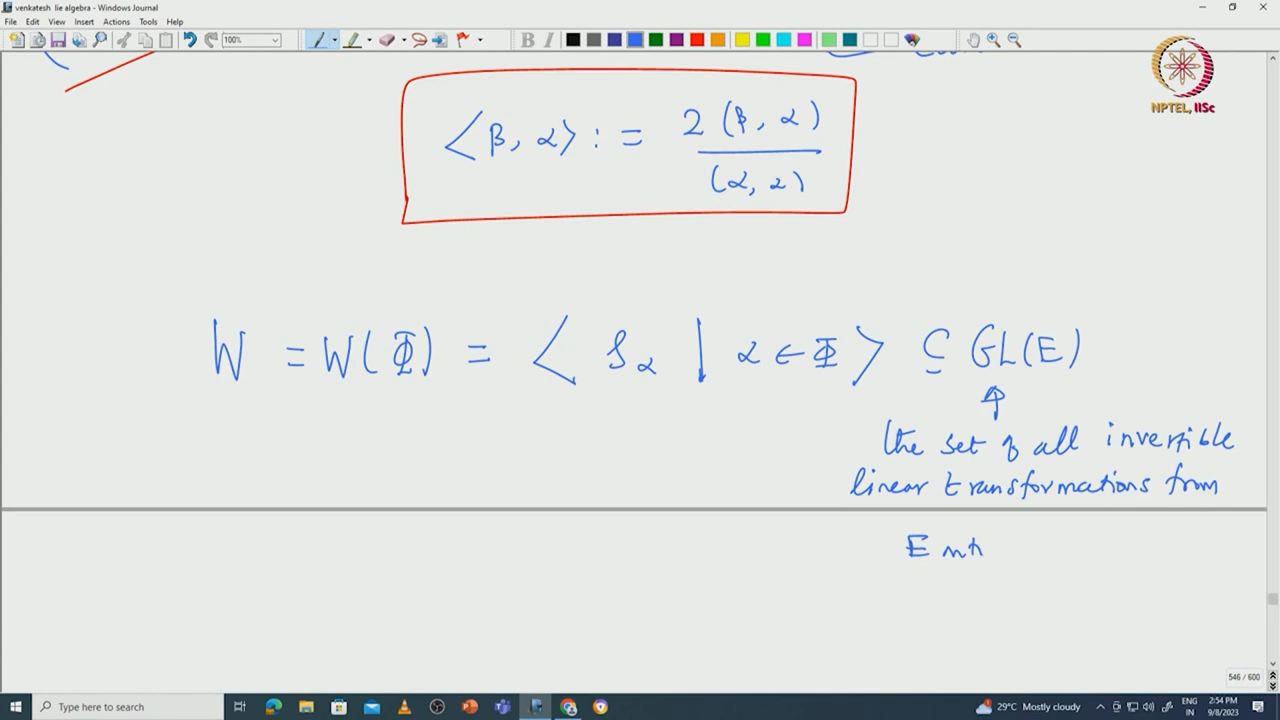 venkatesh lie algebra - Windows Journal
File Edit View Insert Actions Tools Help
100%
B I
NPTEL, IISc
<β, α> := 2 (β, α)
(α, α)
W = W(Φ) = < s_α | α ∈ Φ > ⊆ GL(E)
↑
the set of all invertible
linear transformations from
E
546 / 600
Type here to search
29°C Mostly cloudy
ENG
IN
2:54 PM
9/8/2023